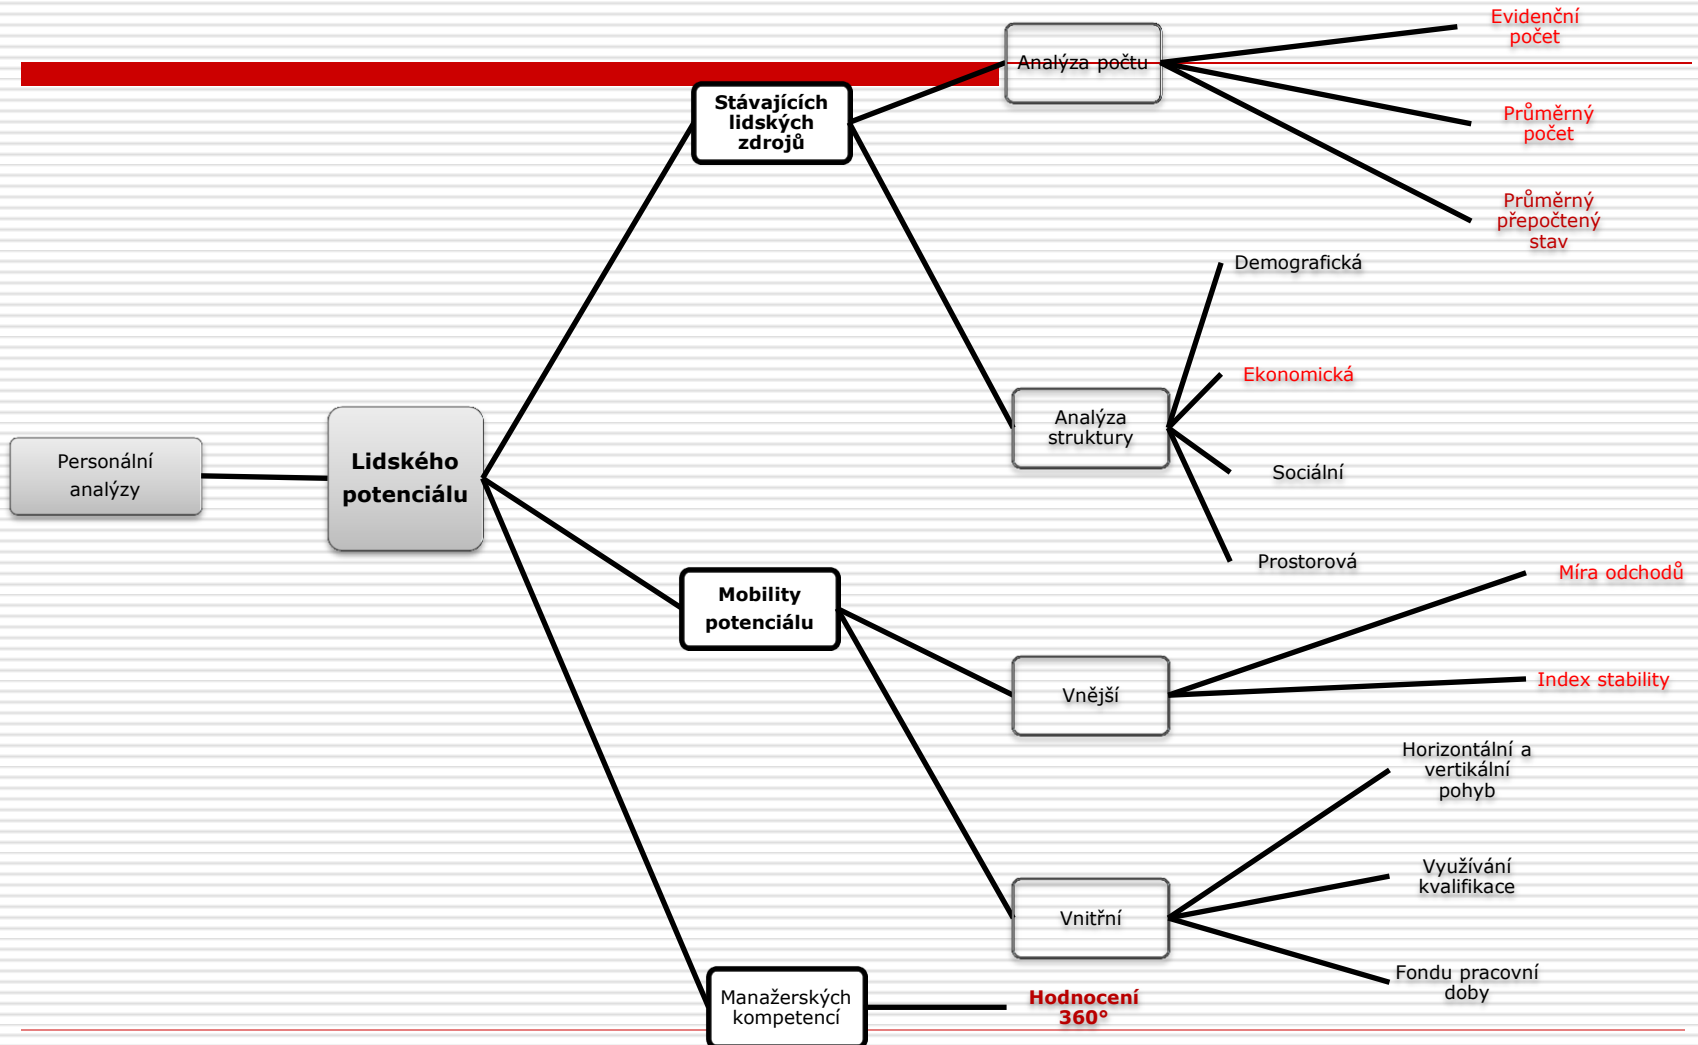 Personální
analýzy
Lidského
potenciálu
Stávajících
lidských
zdrojů
Analýza počtu
Evidenční
počet
Průměrný
počet
Průměrný
přepočtený
stav
Analýza
struktury
Demografická
Ekonomická
Sociální
Prostorová
Mobility
potenciálu
Vnější
Míra odchodů
Index stability
Vnitřní
Horizontální a
vertikální
pohyb
Využívání
kvalifikace
Fondu pracovní
doby
Manažerských
kompetencí
Hodnocení
360°